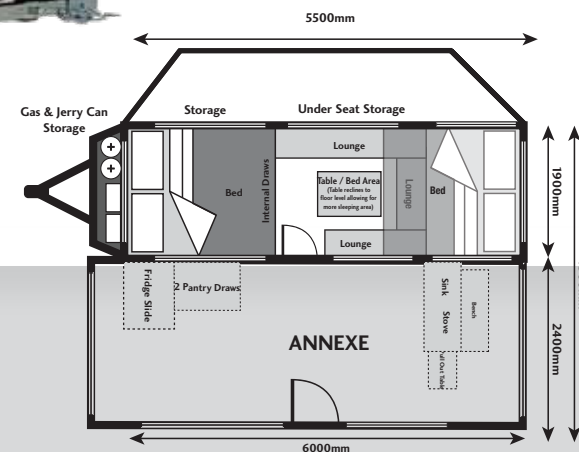 5500mm
Gas & Jerry Can
Storage
Storage
Under Seat Storage
Lounge
Bed
Internal Draws
Table / Bed Area
(Table reclines to
floor level allowing for
more sleeping area)
Lounge
Bed
Lounge
1900mm
Fridge Slide
2 Pantry Draws
Sink
Stove
Bench
Pull Out Table
ANNEXE
2400mm
6000mm